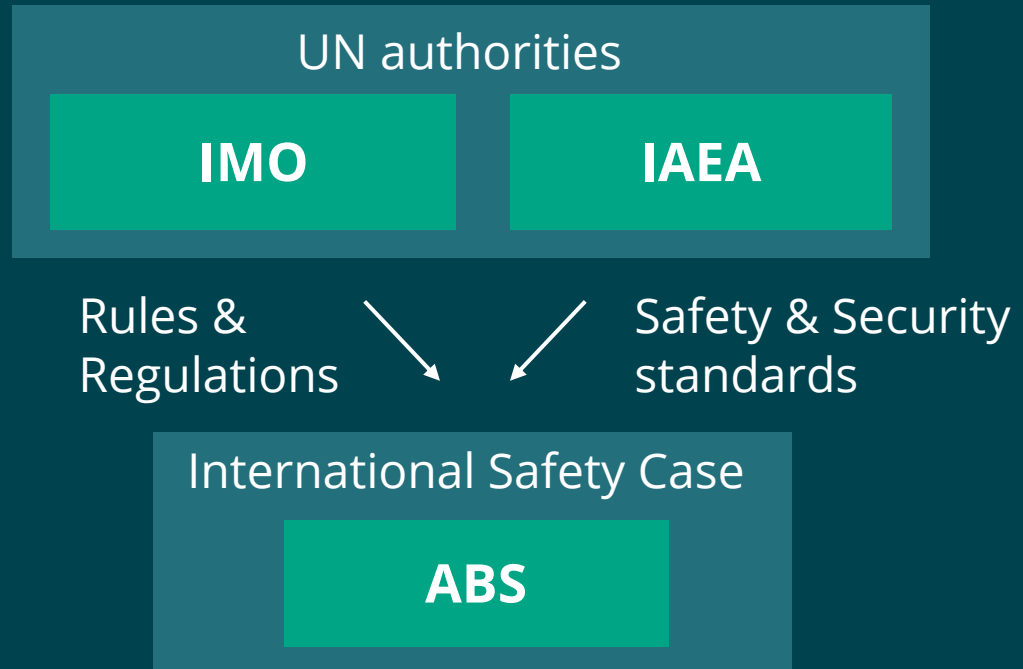 UN authorities
IMO
IAEA
Rules &
Regulations
Safety & Security
standards
International Safety Case
ABS